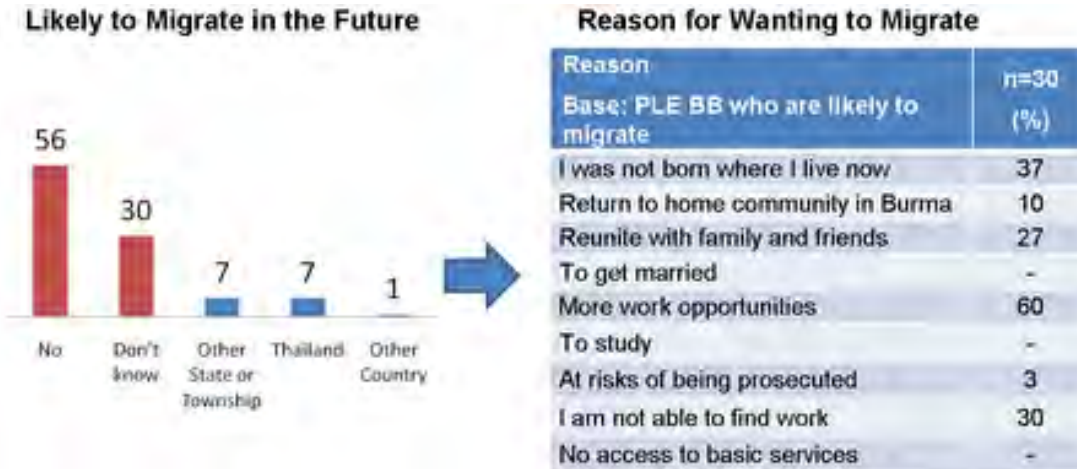 Likely to Migrate in the Future
56
30
7
7
1
No
Don't
know
Other
State or
Township
Thailand
Other
Country
Reason for Wanting to Migrate
Reason
n=30
Base: PLE BB who are likely to
migrate
(%)
I was not born where I live now 37
Return to home community in Burma 10
Reunite with family and friends 27
To get married -
More work opportunities 60
To study -
At risks of being prosecuted 3
I am not able to find work 30
No access to basic services -